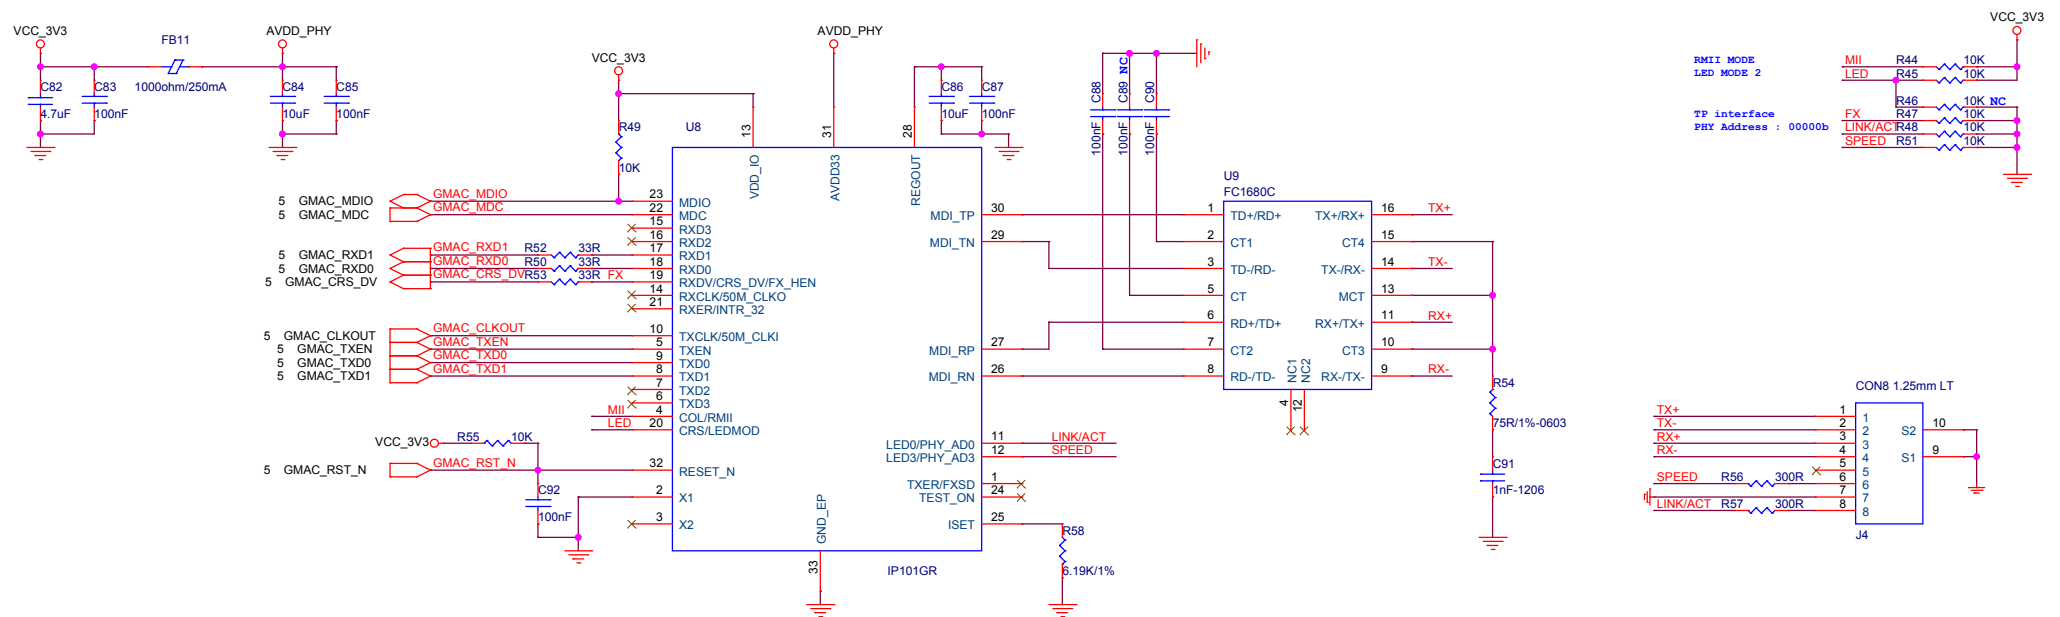 VCC_3V3
FB11
1000ohm/250mA
AVDD_PHY
C82
4.7uF
C83
100nF
C84
10uF
C85
100nF
VCC_3V3
R49
10K
AVDD_PHY
C86
10uF
C87
100nF
U8
13
31
28
VDD_IO
AVDD33
REGOUT
5 GMAC_MDIO
GMAC_MDIO
23
MDIO
5 GMAC_MDC
GMAC_MDC
22
MDC
15
RXD3
16
RXD2
5 GMAC_RXD1
GMAC_RXD1
R52
33R
17
RXD1
5 GMAC_RXD0
GMAC_RXD0
R50
33R
18
RXD0
5 GMAC_CRS_DV
GMAC_CRS_DV
R53
33R
FX
19
RXDV/CRS_DV/FX_HEN
14
RXCLK/50M_CLKO
21
RXER/INTR_32
5 GMAC_CLKOUT
GMAC_CLKOUT
10
TXCLK/50M_CLKI
5 GMAC_TXEN
GMAC_TXEN
5
TXEN
5 GMAC_TXD0
GMAC_TXD0
9
TXD0
5 GMAC_TXD1
GMAC_TXD1
8
TXD1
7
TXD2
6
TXD3
MII
4
COL/RMII
LED
20
CRS/LEDMOD
VCC_3V3
R55
10K
5 GMAC_RST_N
GMAC_RST_N
32
RESET_N
C92
100nF
2
X1
3
X2
GND_EP
33
IP101GR
MDI_TP
30
MDI_TN
29
MDI_RP
27
MDI_RN
26
LED0/PHY_AD0
11
LINK/ACT
LED3/PHY_AD3
12
SPEED
TXER/FXSD
1
TEST_ON
24
ISET
25
R58
6.19K/1%
C88
100nF
C89
NC
100nF
C90
100nF
U9
FC1680C
1
TD+/RD+
2
CT1
3
TD-/RD-
5
CT
6
RD+/TD+
7
CT2
8
RD-/TD-
TX+/RX+
16
TX+
CT4
15
TX-/RX-
14
TX-
MCT
13
RX+/TX+
11
RX+
CT3
10
RX-/TX-
9
RX-
NC1
NC2
4
12
R54
75R/1%-0603
C91
1nF-1206
VCC_3V3
RMII MODE
LED MODE 2
MII
R44
10K
LED
R45
10K
R46
10K
NC
TP interface
PHY Address : 00000b
FX
R47
10K
LINK/ACT
R48
10K
SPEED
R51
10K
CON8 1.25mm LT
TX+
1
1
TX-
2
2
RX+
3
3
RX-
4
4
5
5
SPEED
R56
300R
6
6
7
7
LINK/ACT
R57
300R
8
8
S2
10
S1
9
J4